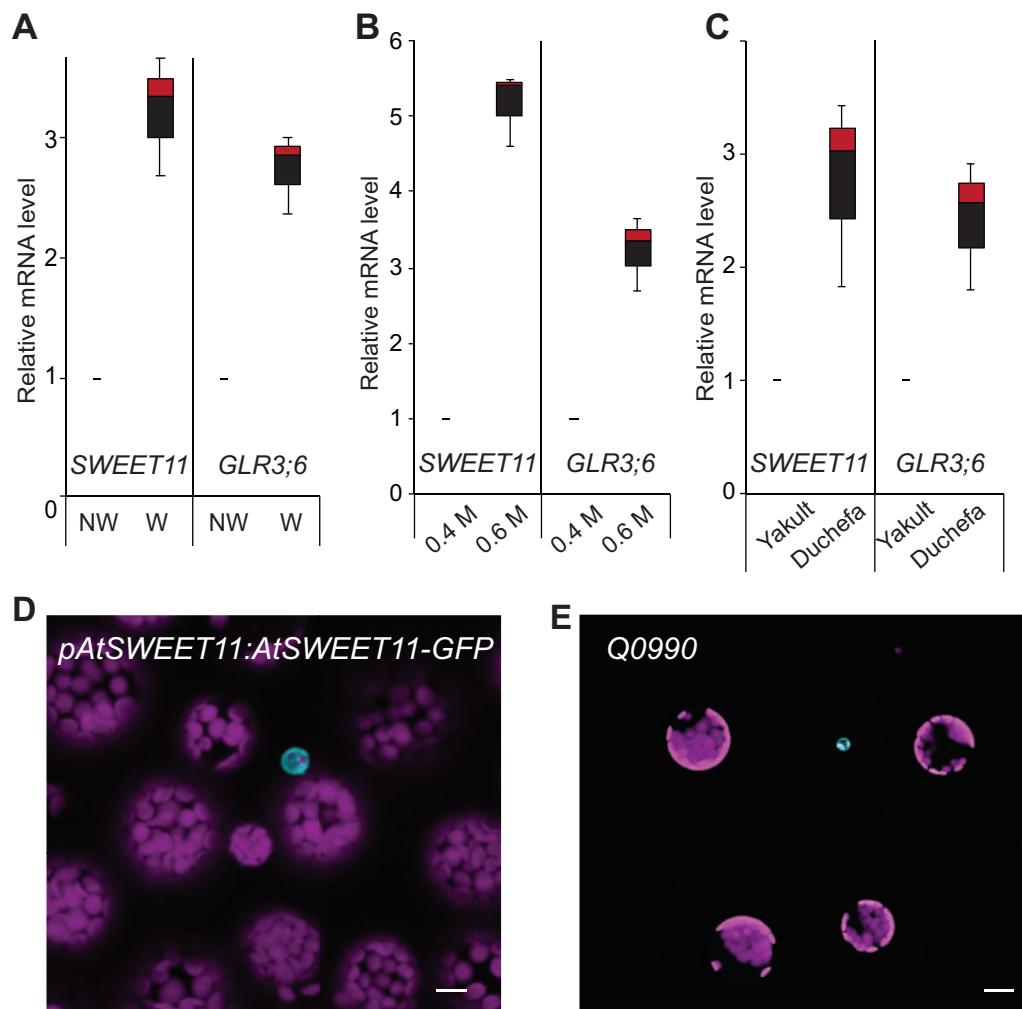 A
Relative mRNA level
3
2
1
0
SWEET11 GLR3;6
NW W NW W
B
Relative mRNA level
6
5
4
3
2
1
0
SWEET11 GLR3;6
0.4 M 0.6 M 0.4 M 0.6 M
C
Relative mRNA level
3
2
1
0
SWEET11 GLR3;6
Yakult Duchefa Yakult Duchefa
D
pAtSWEET11:AtSWEET11-GFP
E
Q0990